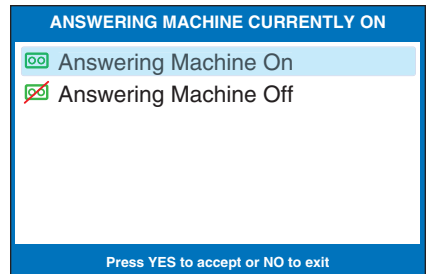 ANSWERING MACHINE CURRENTLY ON
Answering Machine On
Answering Machine Off
Press YES to accept or NO to exit